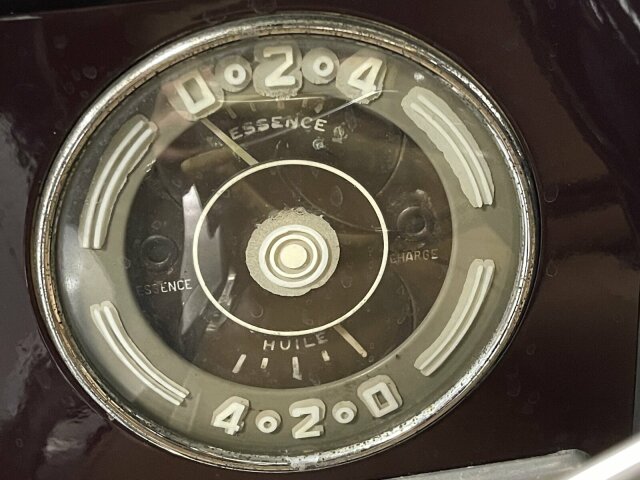 0 2 4
ESSENCE
ESSENCE
CHARGE
HUILE
4 2 0